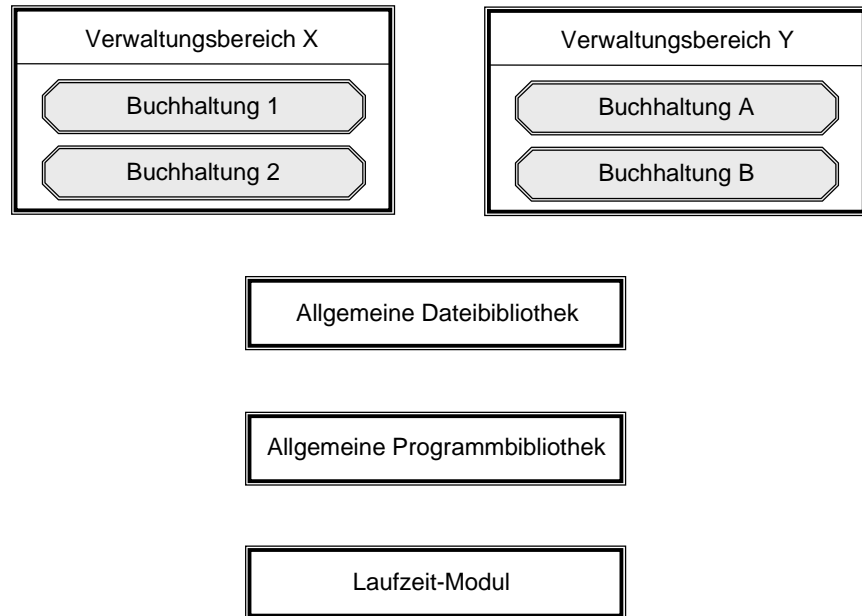 Verwaltungsbereich X
Verwaltungsbereich Y
Buchhaltung 1
Buchhaltung A
Buchhaltung 2
Buchhaltung B
Allgemeine Dateibibliothek
Allgemeine Programmbibliothek
Laufzeit-Modul